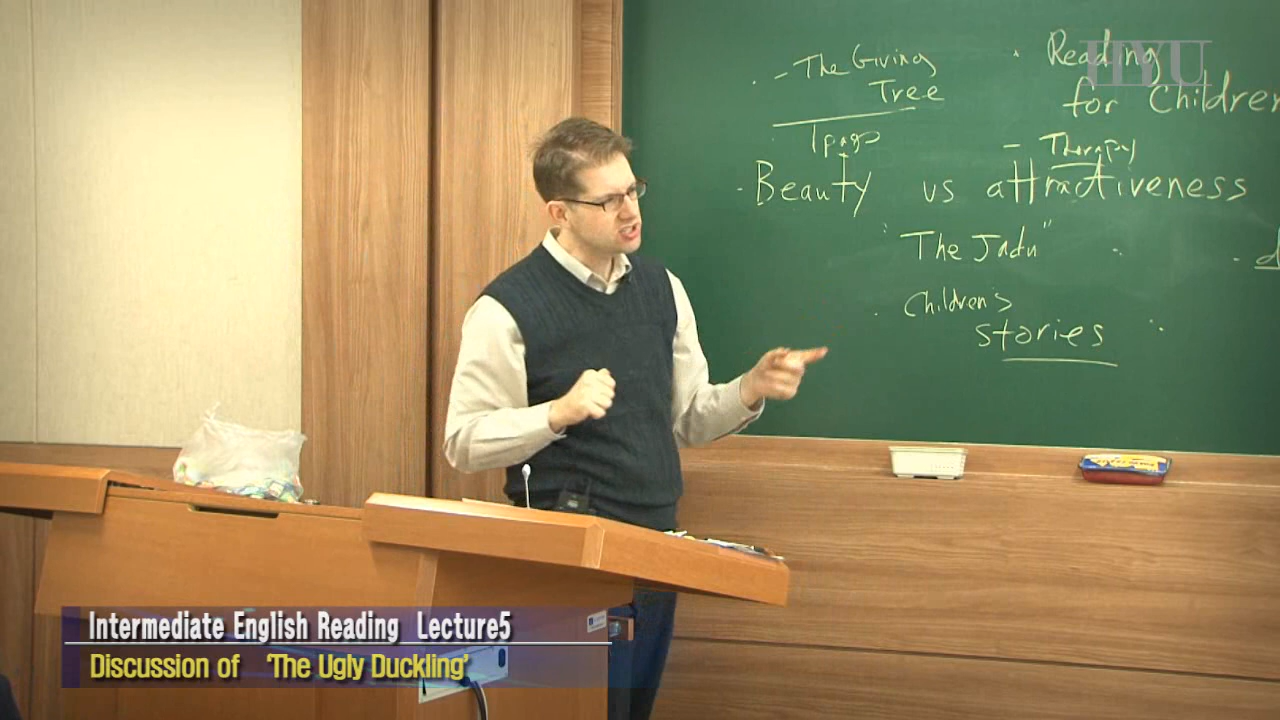 HYU
- The Giving
Tree
1 page
Reading
for Children
- Therapy
Beauty vs attractiveness
"The Jadu"
Children's
stories
Intermediate English Reading Lecture5
Discussion of 'The Ugly Duckling'